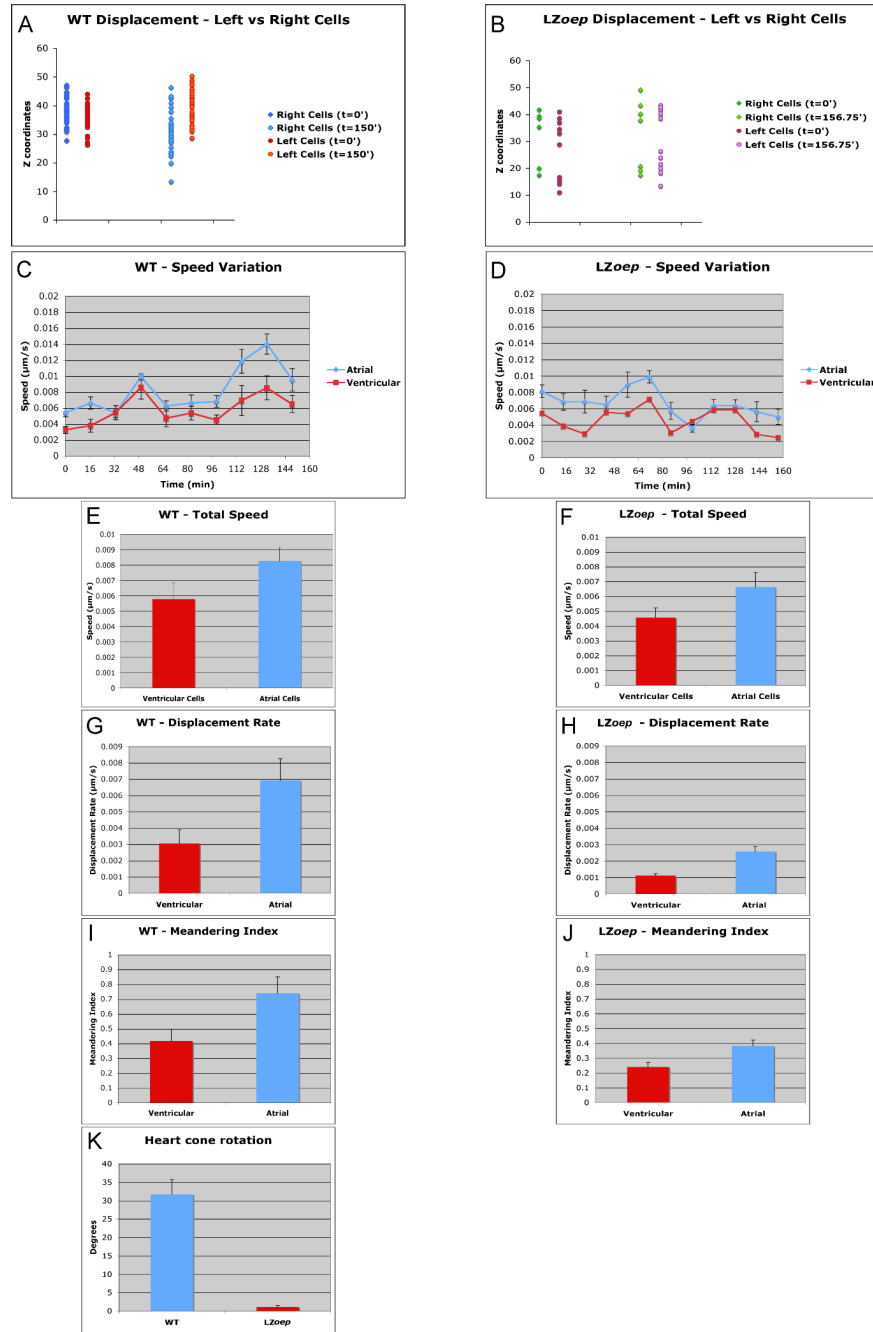 A
WT Displacement - Left vs Right Cells
60
50
40
30
20
10
0
Z coordinates
Right Cells (t=0')
Right Cells (t=150')
Left Cells (t=0')
Left Cells (t=150')
B
LZoep Displacement - Left vs Right Cells
60
50
40
30
20
10
0
Z coordinates
Right Cells (t=0')
Right Cells (t=156.75')
Left Cells (t=0')
Left Cells (t=156.75')
C
WT - Speed Variation
0.02
0.018
0.016
0.014
0.012
0.01
0.008
0.006
0.004
0.002
0
Speed (µm/s)
0 16 32 48 64 80 96 112 128 144 160
Time (min)
Atrial
Ventricular
D
LZoep - Speed Variation
0.02
0.018
0.016
0.014
0.012
0.01
0.008
0.006
0.004
0.002
0
Speed (µm/s)
0 16 32 48 64 80 96 112 128 144 160
Time (min)
Atrial
Ventricular
E
WT - Total Speed
0.01
0.009
0.008
0.007
0.006
0.005
0.004
0.003
0.002
0.001
0
Speed (µm/s)
Ventricular Cells Atrial Cells
F
LZoep - Total Speed
0.01
0.009
0.008
0.007
0.006
0.005
0.004
0.003
0.002
0.001
0
Speed (µm/s)
Ventricular Cells Atrial Cells
G
WT - Displacement Rate
0.009
0.008
0.007
0.006
0.005
0.004
0.003
0.002
0.001
0
Displacement Rate (µm/s)
Ventricular Atrial
H
LZoep - Displacement Rate
0.009
0.008
0.007
0.006
0.005
0.004
0.003
0.002
0.001
0
Displacement Rate (µm/s)
Ventricular Atrial
I
WT - Meandering Index
1
0.9
0.8
0.7
0.6
0.5
0.4
0.3
0.2
0.1
0
Meandering Index
Ventricular Atrial
J
LZoep - Meandering Index
1
0.9
0.8
0.7
0.6
0.5
0.4
0.3
0.2
0.1
0
Meandering Index
Ventricular Atrial
K
Heart cone rotation
40
35
30
25
20
15
10
5
0
Degrees
WT LZoep